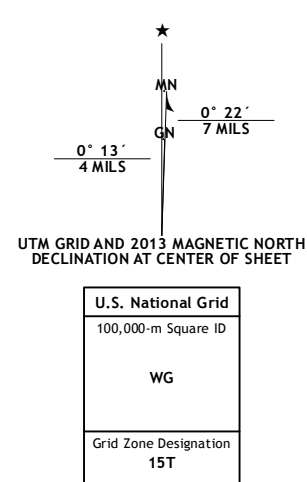 ★
MN
GN
0° 22´
7 MILS
0° 13´
4 MILS
UTM GRID AND 2013 MAGNETIC NORTH
DECLINATION AT CENTER OF SHEET
U.S. National Grid
100,000-m Square ID
WG
Grid Zone Designation
15T